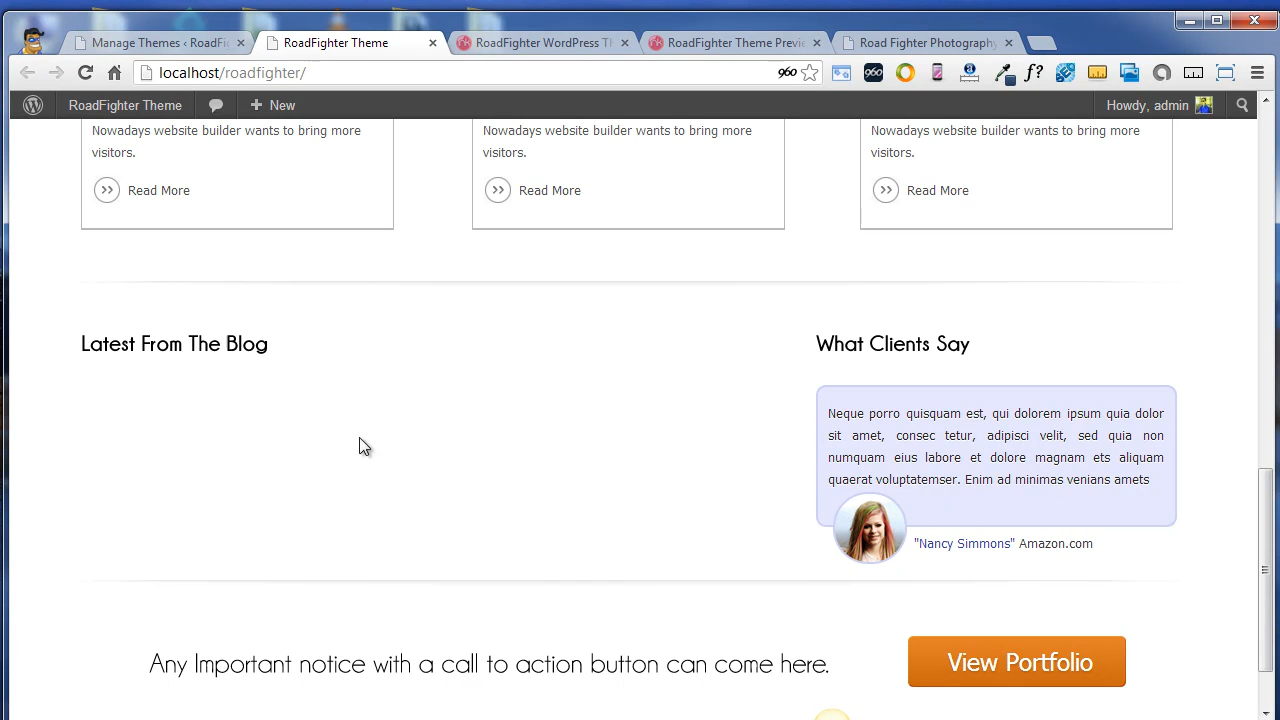 Manage Themes ‹ RoadFi
RoadFighter Theme
RoadFighter WordPress Th
RoadFighterTheme Previe
Road Fighter Photography
localhost/roadfighter/
960
960
f?
RoadFighter Theme
New
Howdy, admin
Nowadays website builder wants to bring more
visitors.
Read More
Nowadays website builder wants to bring more
visitors.
Read More
Nowadays website builder wants to bring more
visitors.
Read More
Latest From The Blog
What Clients Say
Neque porro quisquam est, qui dolorem ipsum quia dolor
sit amet, consec tetur, adipisci velit, sed quia non
numquam eius labore et dolore magnam ets aliquam
quaerat voluptatemser. Enim ad minimas venians amets
"Nancy Simmons" Amazon.com
Any Important notice with a call to action button can come here.
View Portfolio